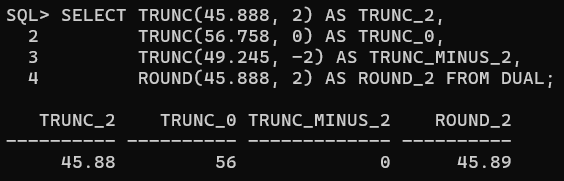 SQL> SELECT TRUNC(45.888, 2) AS TRUNC_2,
  2         TRUNC(56.758, 0) AS TRUNC_0,
  3         TRUNC(49.245, -2) AS TRUNC_MINUS_2,
  4         ROUND(45.888, 2) AS ROUND_2 FROM DUAL;

   TRUNC_2    TRUNC_0 TRUNC_MINUS_2    ROUND_2
---------- ---------- ------------- ----------
     45.88         56             0      45.89